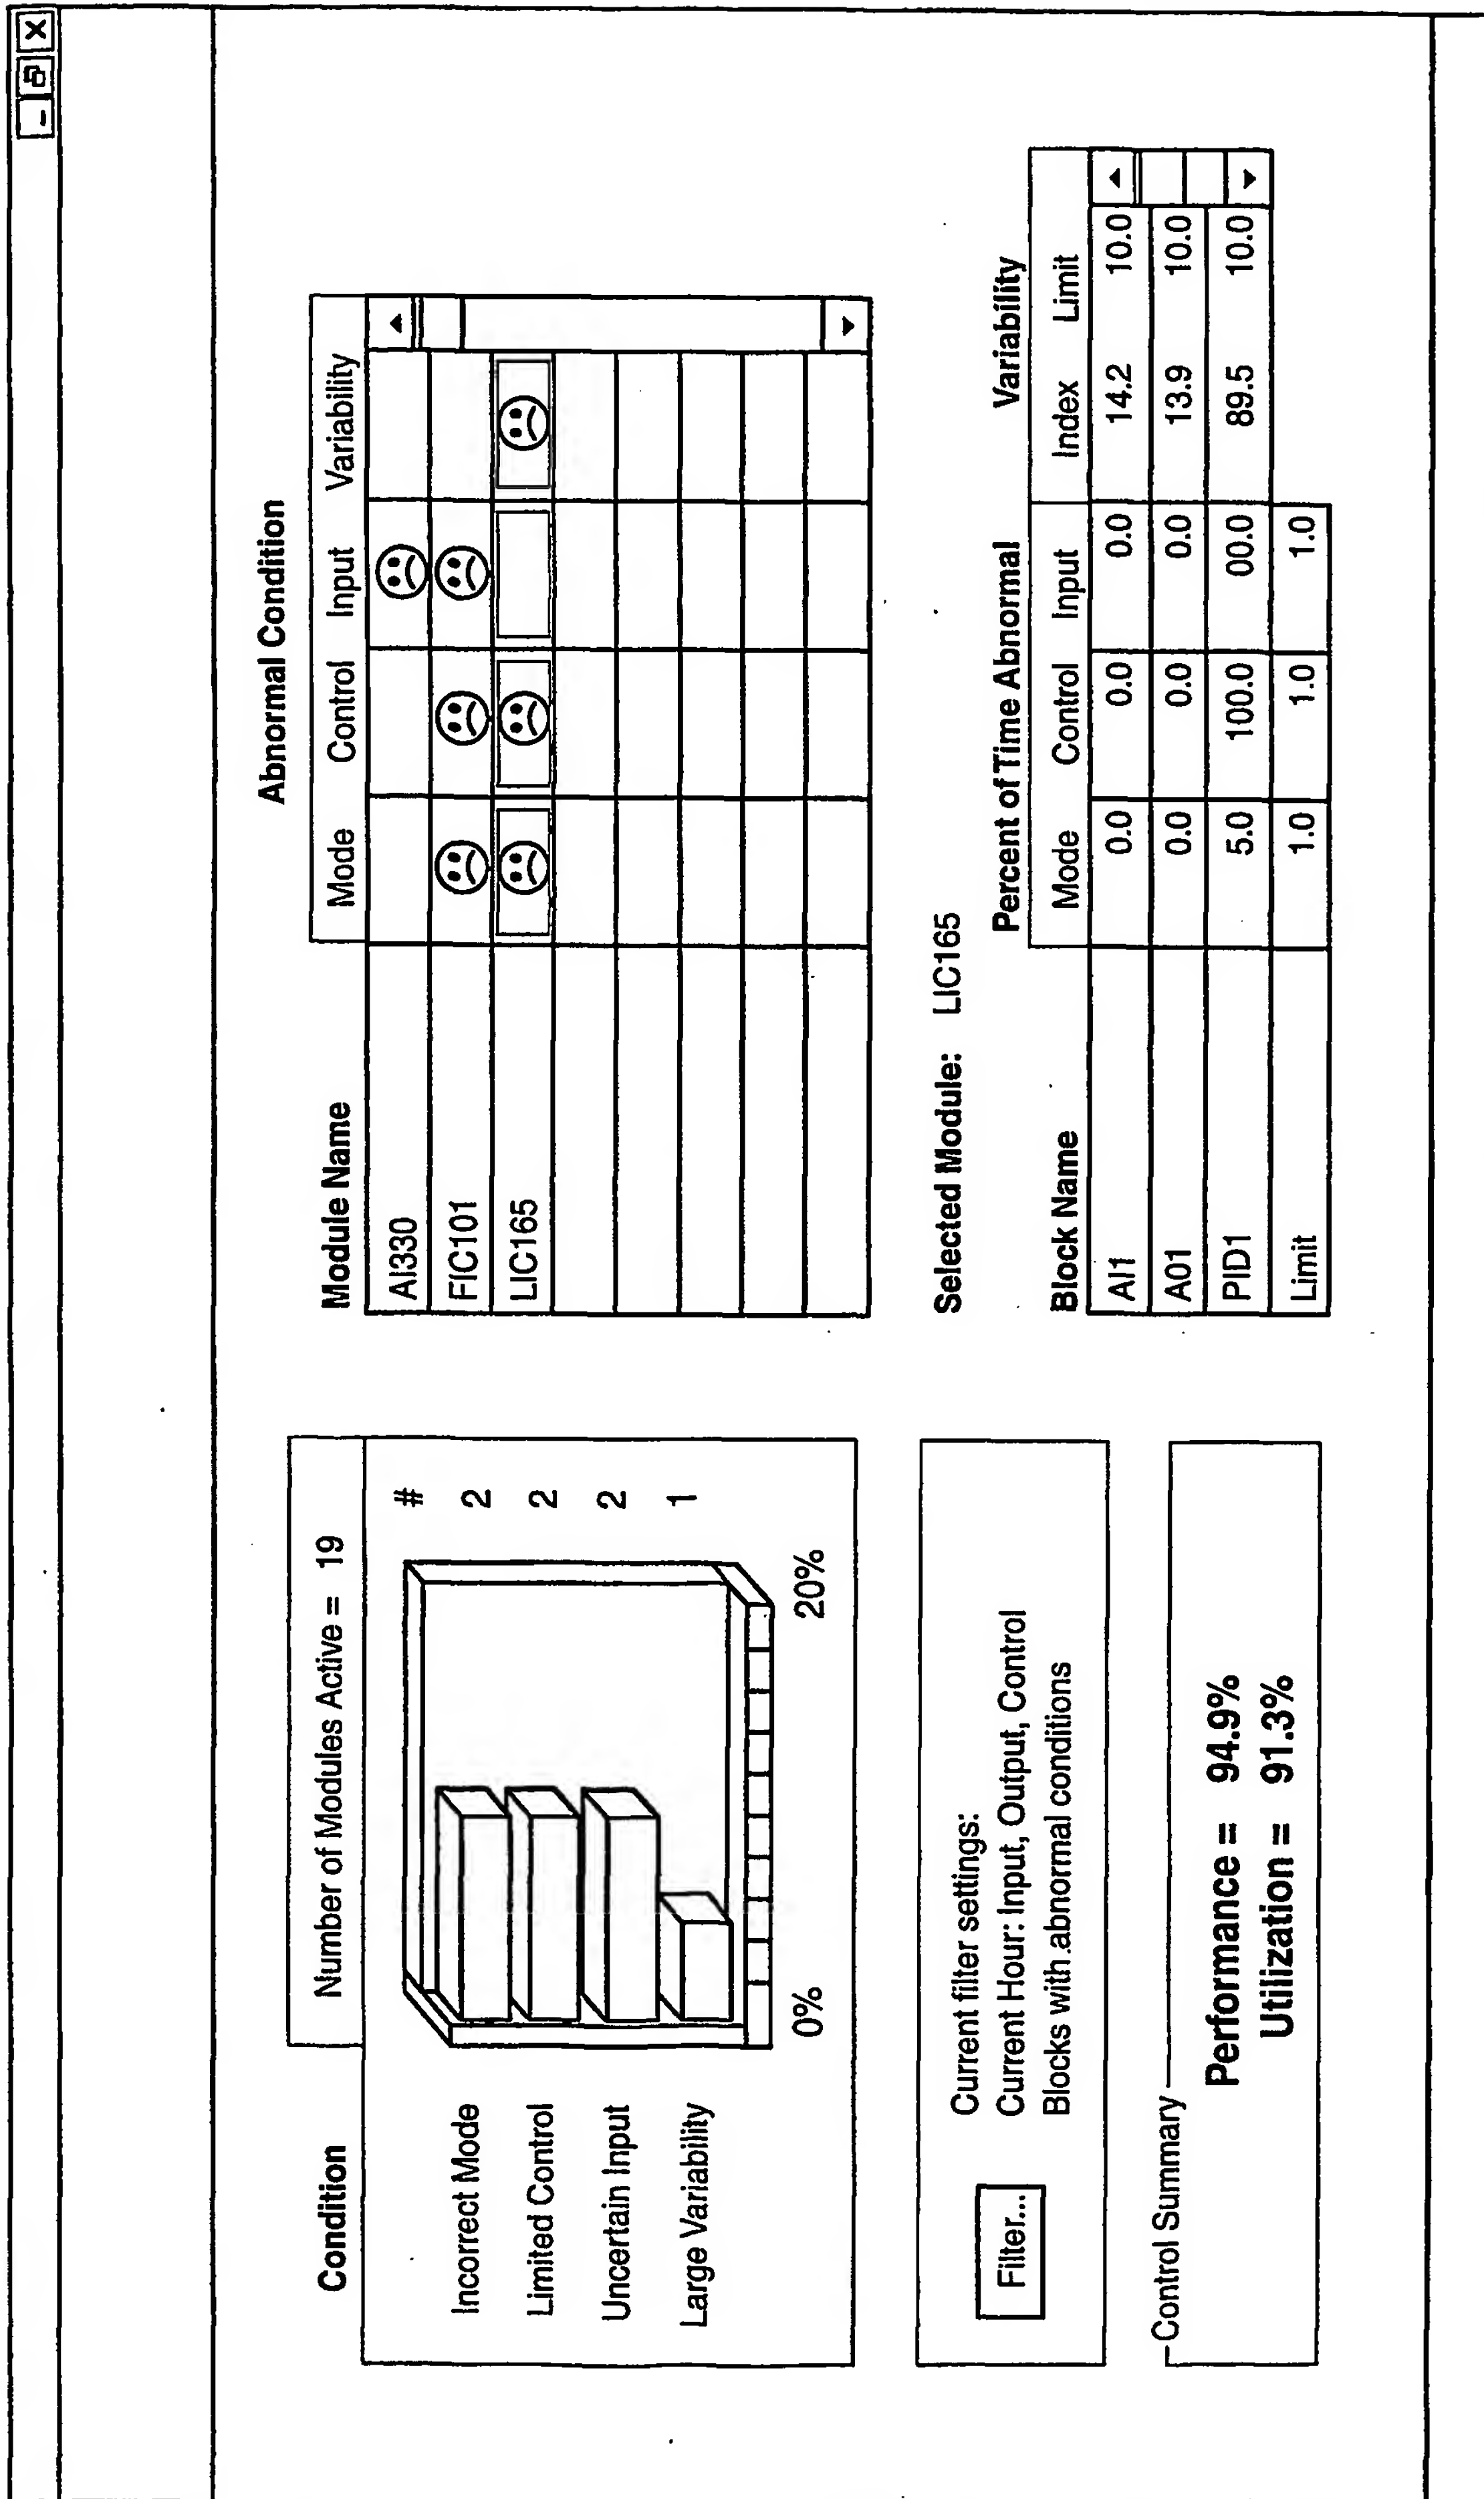 Condition
Number of Modules Active = 19
#
Incorrect Mode 2
Limited Control 2
Uncertain Input 2
Large Variability 1
0% 20%
Filter...
Current filter settings:
Current Hour: Input, Output, Control
Blocks with abnormal conditions
Control Summary
Performance = 94.9%
Utilization = 91.3%
Abnormal Condition
Module Name Mode Control Input Variability
AI330
FIC101
LIC165
Selected Module: LIC165
Percent of Time Abnormal Variability
Block Name Mode Control Input Index Limit
AI1 0.0 0.0 0.0 14.2 10.0
A01 0.0 0.0 0.0 13.9 10.0
PID1 5.0 100.0 00.0 89.5 10.0
Limit 1.0 1.0 1.0